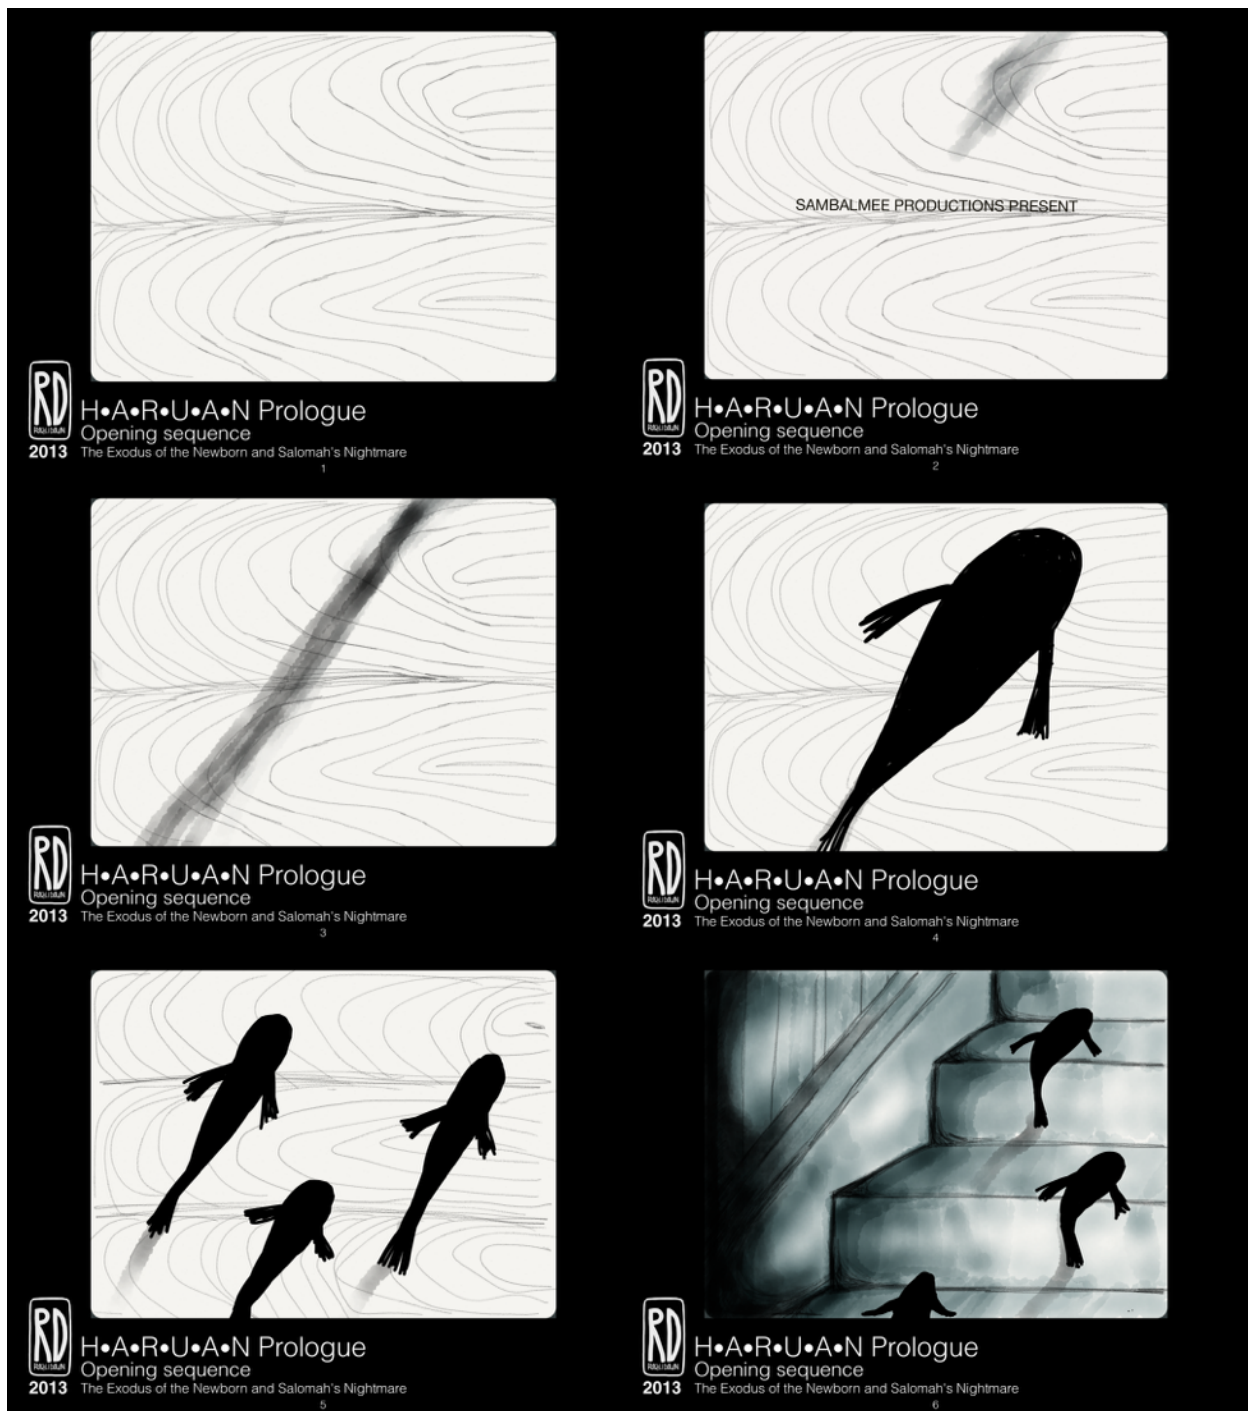 RD
H•A•R•U•A•N Prologue
Opening sequence
2013 The Exodus of the Newborn and Salomah's Nightmare
1
SAMBALMEE PRODUCTIONS PRESENT
RD
H•A•R•U•A•N Prologue
Opening sequence
2013 The Exodus of the Newborn and Salomah's Nightmare
2
RD
H•A•R•U•A•N Prologue
Opening sequence
2013 The Exodus of the Newborn and Salomah's Nightmare
3
RD
H•A•R•U•A•N Prologue
Opening sequence
2013 The Exodus of the Newborn and Salomah's Nightmare
4
RD
H•A•R•U•A•N Prologue
Opening sequence
2013 The Exodus of the Newborn and Salomah's Nightmare
5
RD
H•A•R•U•A•N Prologue
Opening sequence
2013 The Exodus of the Newborn and Salomah's Nightmare
6